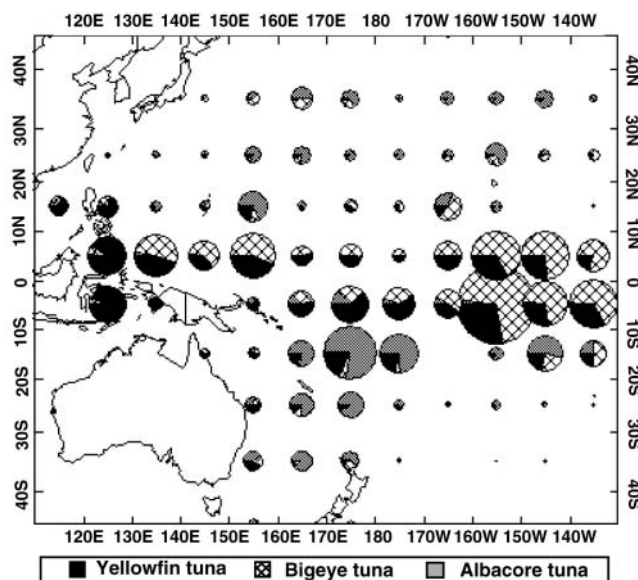 120E 130E 140E 150E 160E 170E 180 170W 160W 150W 140W
40N 40N
30N 30N
20N 20N
10N 10N
0 0
10S 10S
20S 20S
30S 30S
40S 40S
120E 130E 140E 150E 160E 170E 180 170W 160W 150W 140W
Yellowfin tuna Bigeye tuna Albacore tuna